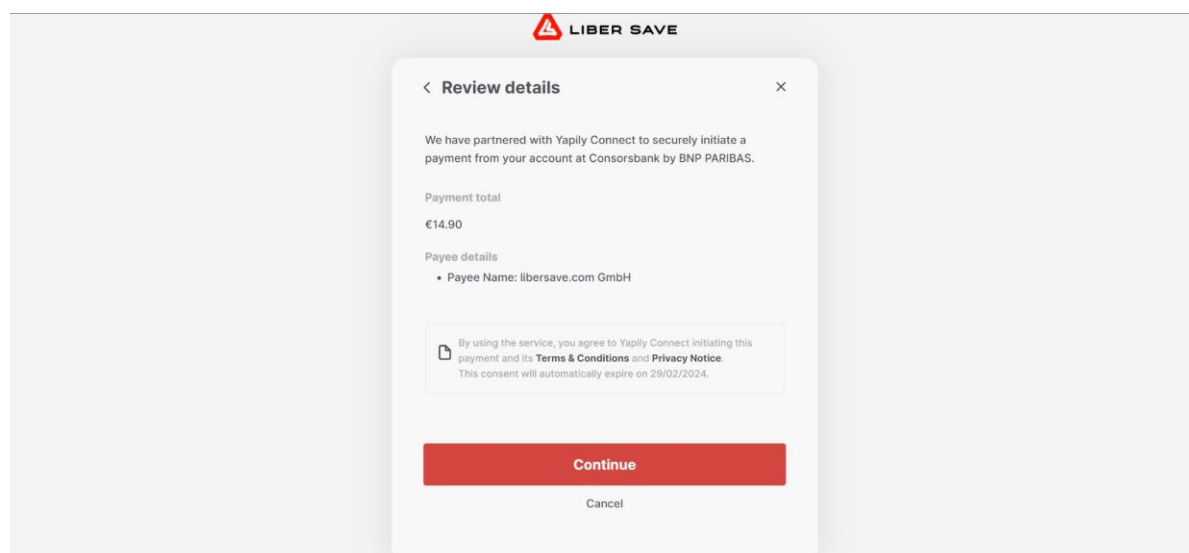 LIBER SAVE
Review details
We have partnered with Yapily Connect to securely initiate a
payment from your account at Consorsbank by BNP PARIBAS.
Payment total
€14.90
Payee details
• Payee Name: libersave.com GmbH
By using the service, you agree to Yapily Connect initiating this
payment and its Terms & Conditions and Privacy Notice.
This consent will automatically expire on 29/02/2024.
Continue
Cancel